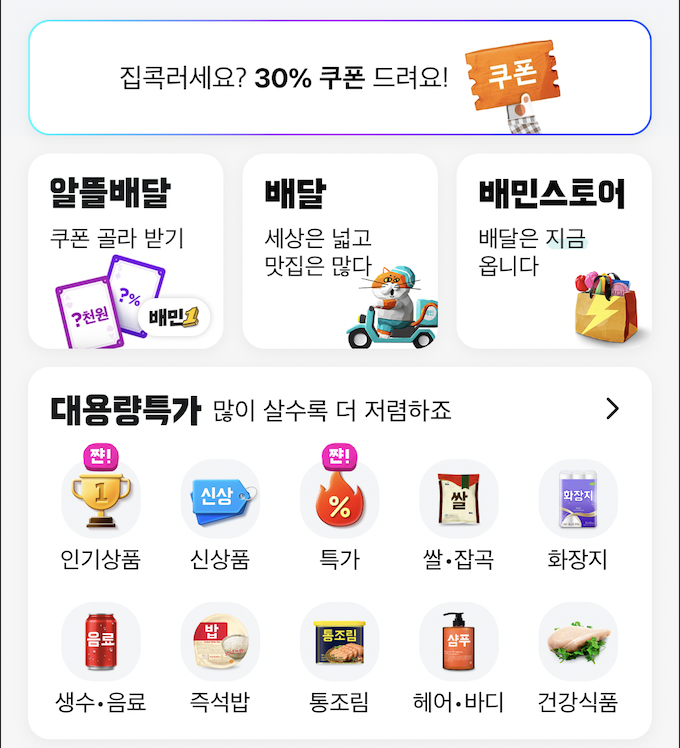 집콕러세요? 30% 쿠폰 드려요!
쿠폰
알뜰배달
쿠폰 골라 받기
?천원
?%
배민1
배달
세상은 넓고
맛집은 많다
배민스토어
배달은 지금
옵니다
대용량특가 많이 살수록 더 저렴하죠
쨘!
1
인기상품
신상
신상품
쨘!
%
특가
쌀
쌀•잡곡
화장지
화장지
음료
생수•음료
밥
즉석밥
통조림
통조림
샴푸
헤어•바디
건강식품